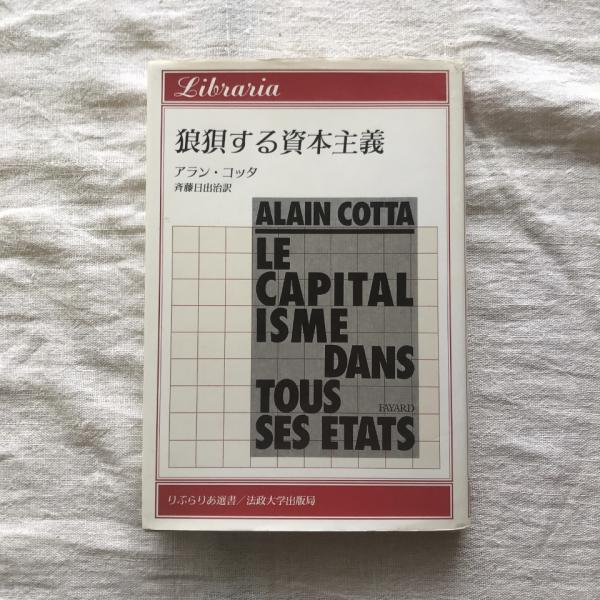 Libraria
狼狽する資本主義
アラン・コッタ
斉藤日出治訳
ALAIN COTTA
LE
CAPITAL
ISME
DANS
TOUS
FAYARD
SES ETATS
りぶらりあ選書／法政大学出版局